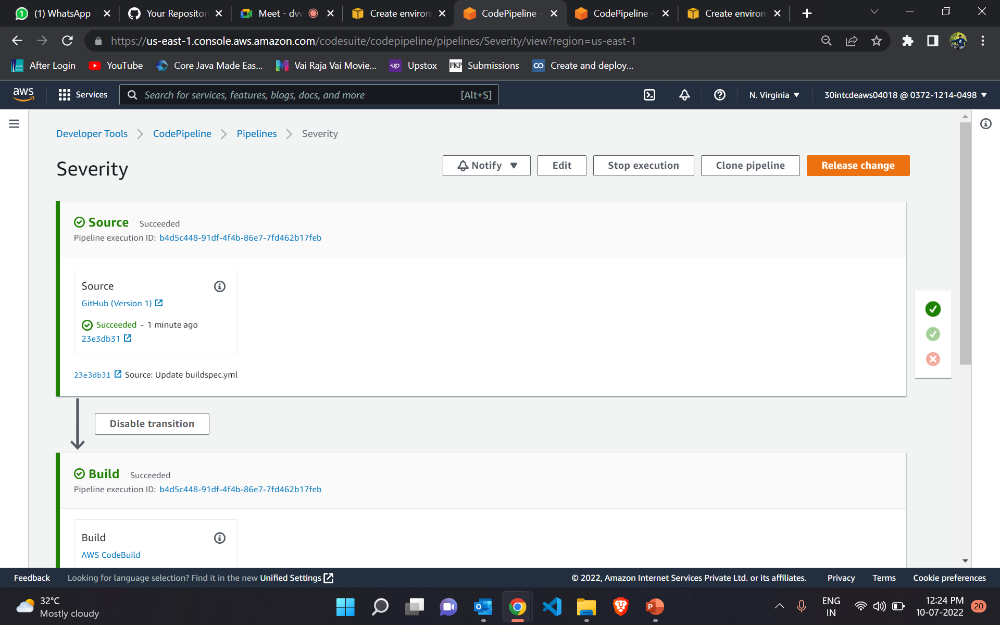 (1) WhatsApp
Your Repositori
Meet - dvv
Create environ
CodePipeline -
CodePipeline -
Create environ
https://us-east-1.console.aws.amazon.com/codesuite/codepipeline/pipelines/Severity/view?region=us-east-1
After Login
YouTube
Core Java Made Eas...
Vai Raja Vai Movie...
up
Upstox
PKP
Submissions
Create and deploy...
aws
Services
Search for services, features, blogs, docs, and more
[Alt+S]
N. Virginia
30intcdeaws04018 @ 0372-1214-0498
Developer Tools
CodePipeline
Pipelines
Severity
Severity
Notify
Edit
Stop execution
Clone pipeline
Release change
Source Succeeded
Pipeline execution ID: b4d5c448-91df-4f4b-86e7-7fd462b17feb
Source
GitHub (Version 1)
Succeeded - 1 minute ago
23e3db31
23e3db31 Source: Update buildspec.yml
Disable transition
Build Succeeded
Pipeline execution ID: b4d5c448-91df-4f4b-86e7-7fd462b17feb
Build
AWS CodeBuild
Feedback
Looking for language selection? Find it in the new Unified Settings
© 2022, Amazon Internet Services Private Ltd. or its affiliates.
Privacy
Terms
Cookie preferences
32°C
Mostly cloudy
ENG
IN
12:24 PM
10-07-2022
20